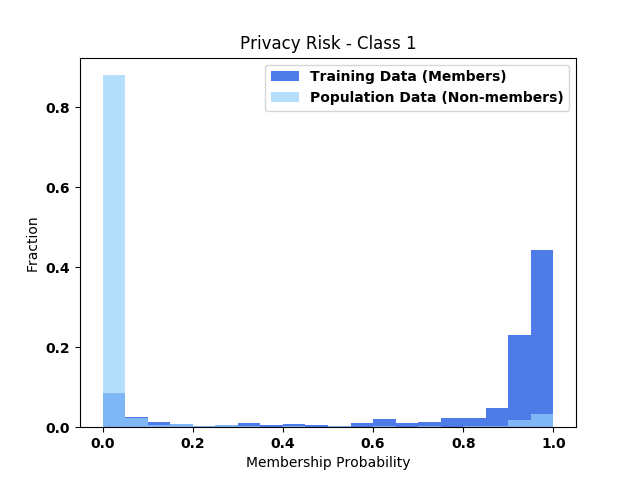 Privacy Risk - Class 1
Training Data (Members)
Population Data (Non-members)
Fraction
0.8
0.6
0.4
0.2
0.0
0.0 0.2 0.4 0.6 0.8 1.0
Membership Probability